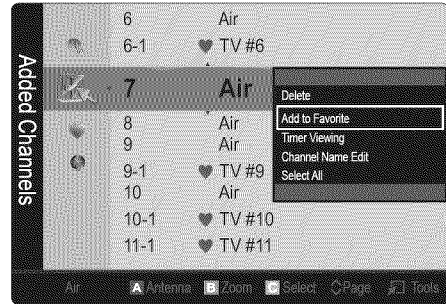 Added Channels
6 Air
6-1 ♥ TV #6
7 Air
8 Air
9 Air
9-1 ♥ TV #9
10 Air
10-1 ♥ TV #10
11-1 ♥ TV #11
Delete
Add to Favorite
Timer Viewing
Channel Name Edit
Select All
Air A Antenna B Zoom C Select Page Tools